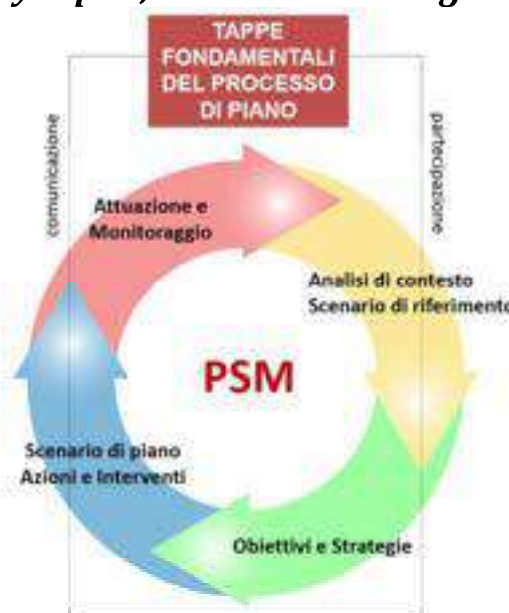 TAPPE
FONDAMENTALI
DEL PROCESSO
DI PIANO
comunicazione
partecipazione
Attuazione e
Monitoraggio
Analisi di contesto
Scenario di riferimento
PSM
Scenario di piano
Azioni e Interventi
Obiettivi e Strategie